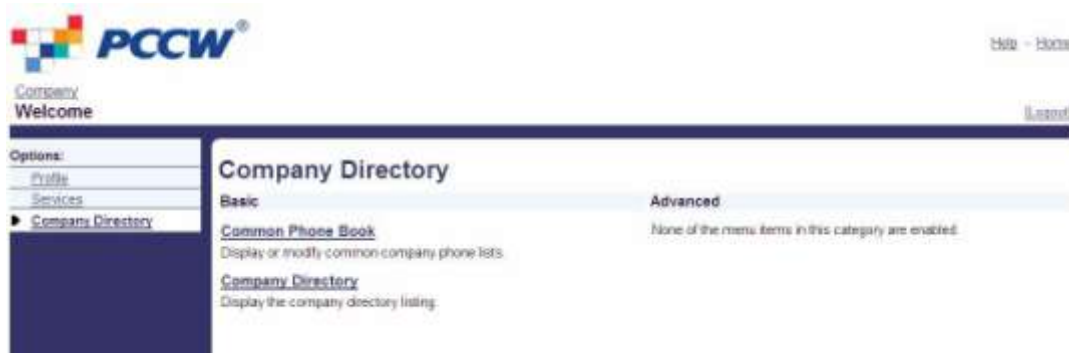 PCCW®
Help - Home
Company
Welcome
[Logout
Options:
Profile
Services
Company Directory
Company Directory
Basic
Advanced
Common Phone Book
None of the menu items in this category are enabled.
Display or modify common company phone lists.
Company Directory
Display the company directory listing.